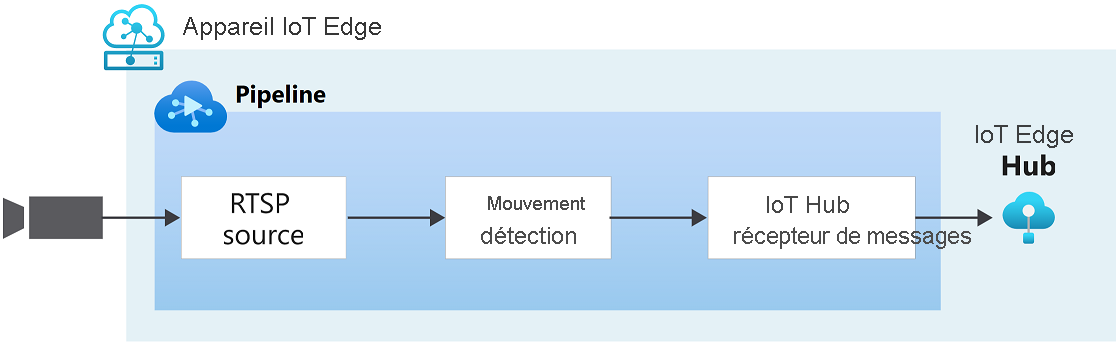 Appareil IoT Edge
Pipeline
RTSP
source
Mouvement
détection
IoT Hub
récepteur de messages
IoT Edge
Hub